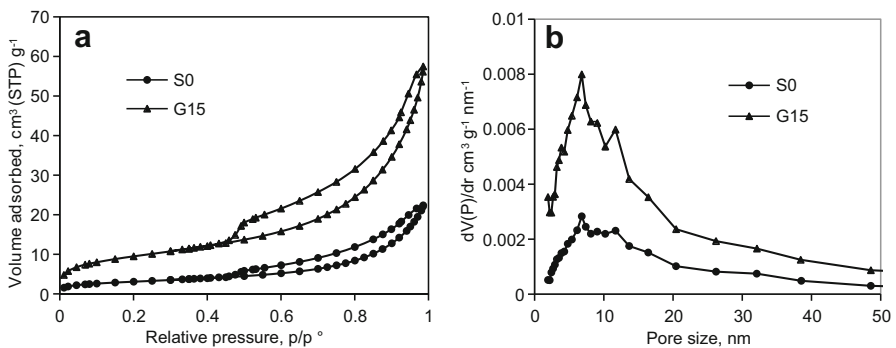 a
Volume adsorbed, cm³ (STP) g⁻¹
70
60
50
40
30
20
10
0
S0
G15
0
0.2
0.4
0.6
0.8
1
Relative pressure, p/p °
b
dV(P)/dr cm³ g⁻¹ nm⁻¹
0.01
0.008
0.006
0.004
0.002
0
S0
G15
0
10
20
30
40
50
Pore size, nm